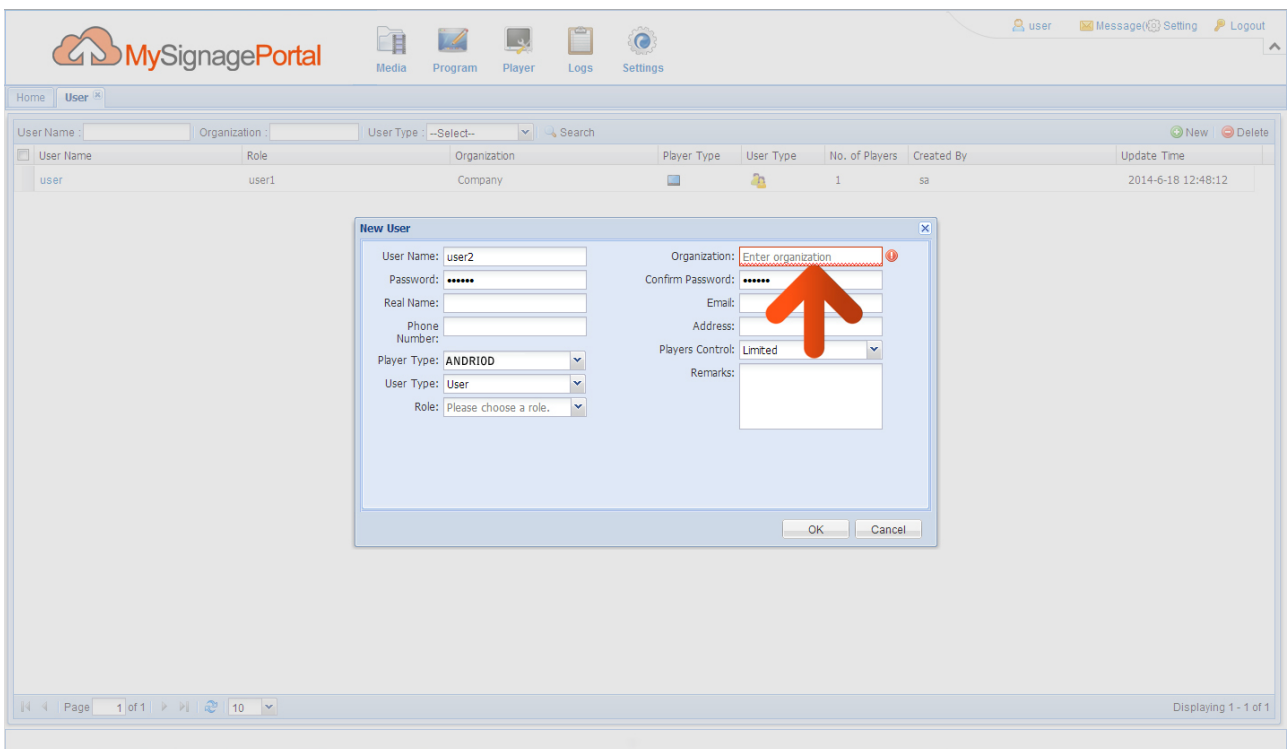 MySignagePortal
Media Program Player Logs Settings
user Message( Setting Logout
Home User
User Name : Organization : User Type : --Select-- Search New Delete
User Name Role Organization Player Type User Type No. of Players Created By Update Time
user user1 Company 1 sa 2014-6-18 12:48:12
New User
User Name: user2 Organization: Enter organization
Password: •••••• Confirm Password: ••••••
Real Name: Email:
Phone Address:
Number:
Player Type: ANDRIOD Players Control: Limited
User Type: User Remarks:
Role: Please choose a role.
OK Cancel
Page 1 of 1 10 Displaying 1 - 1 of 1